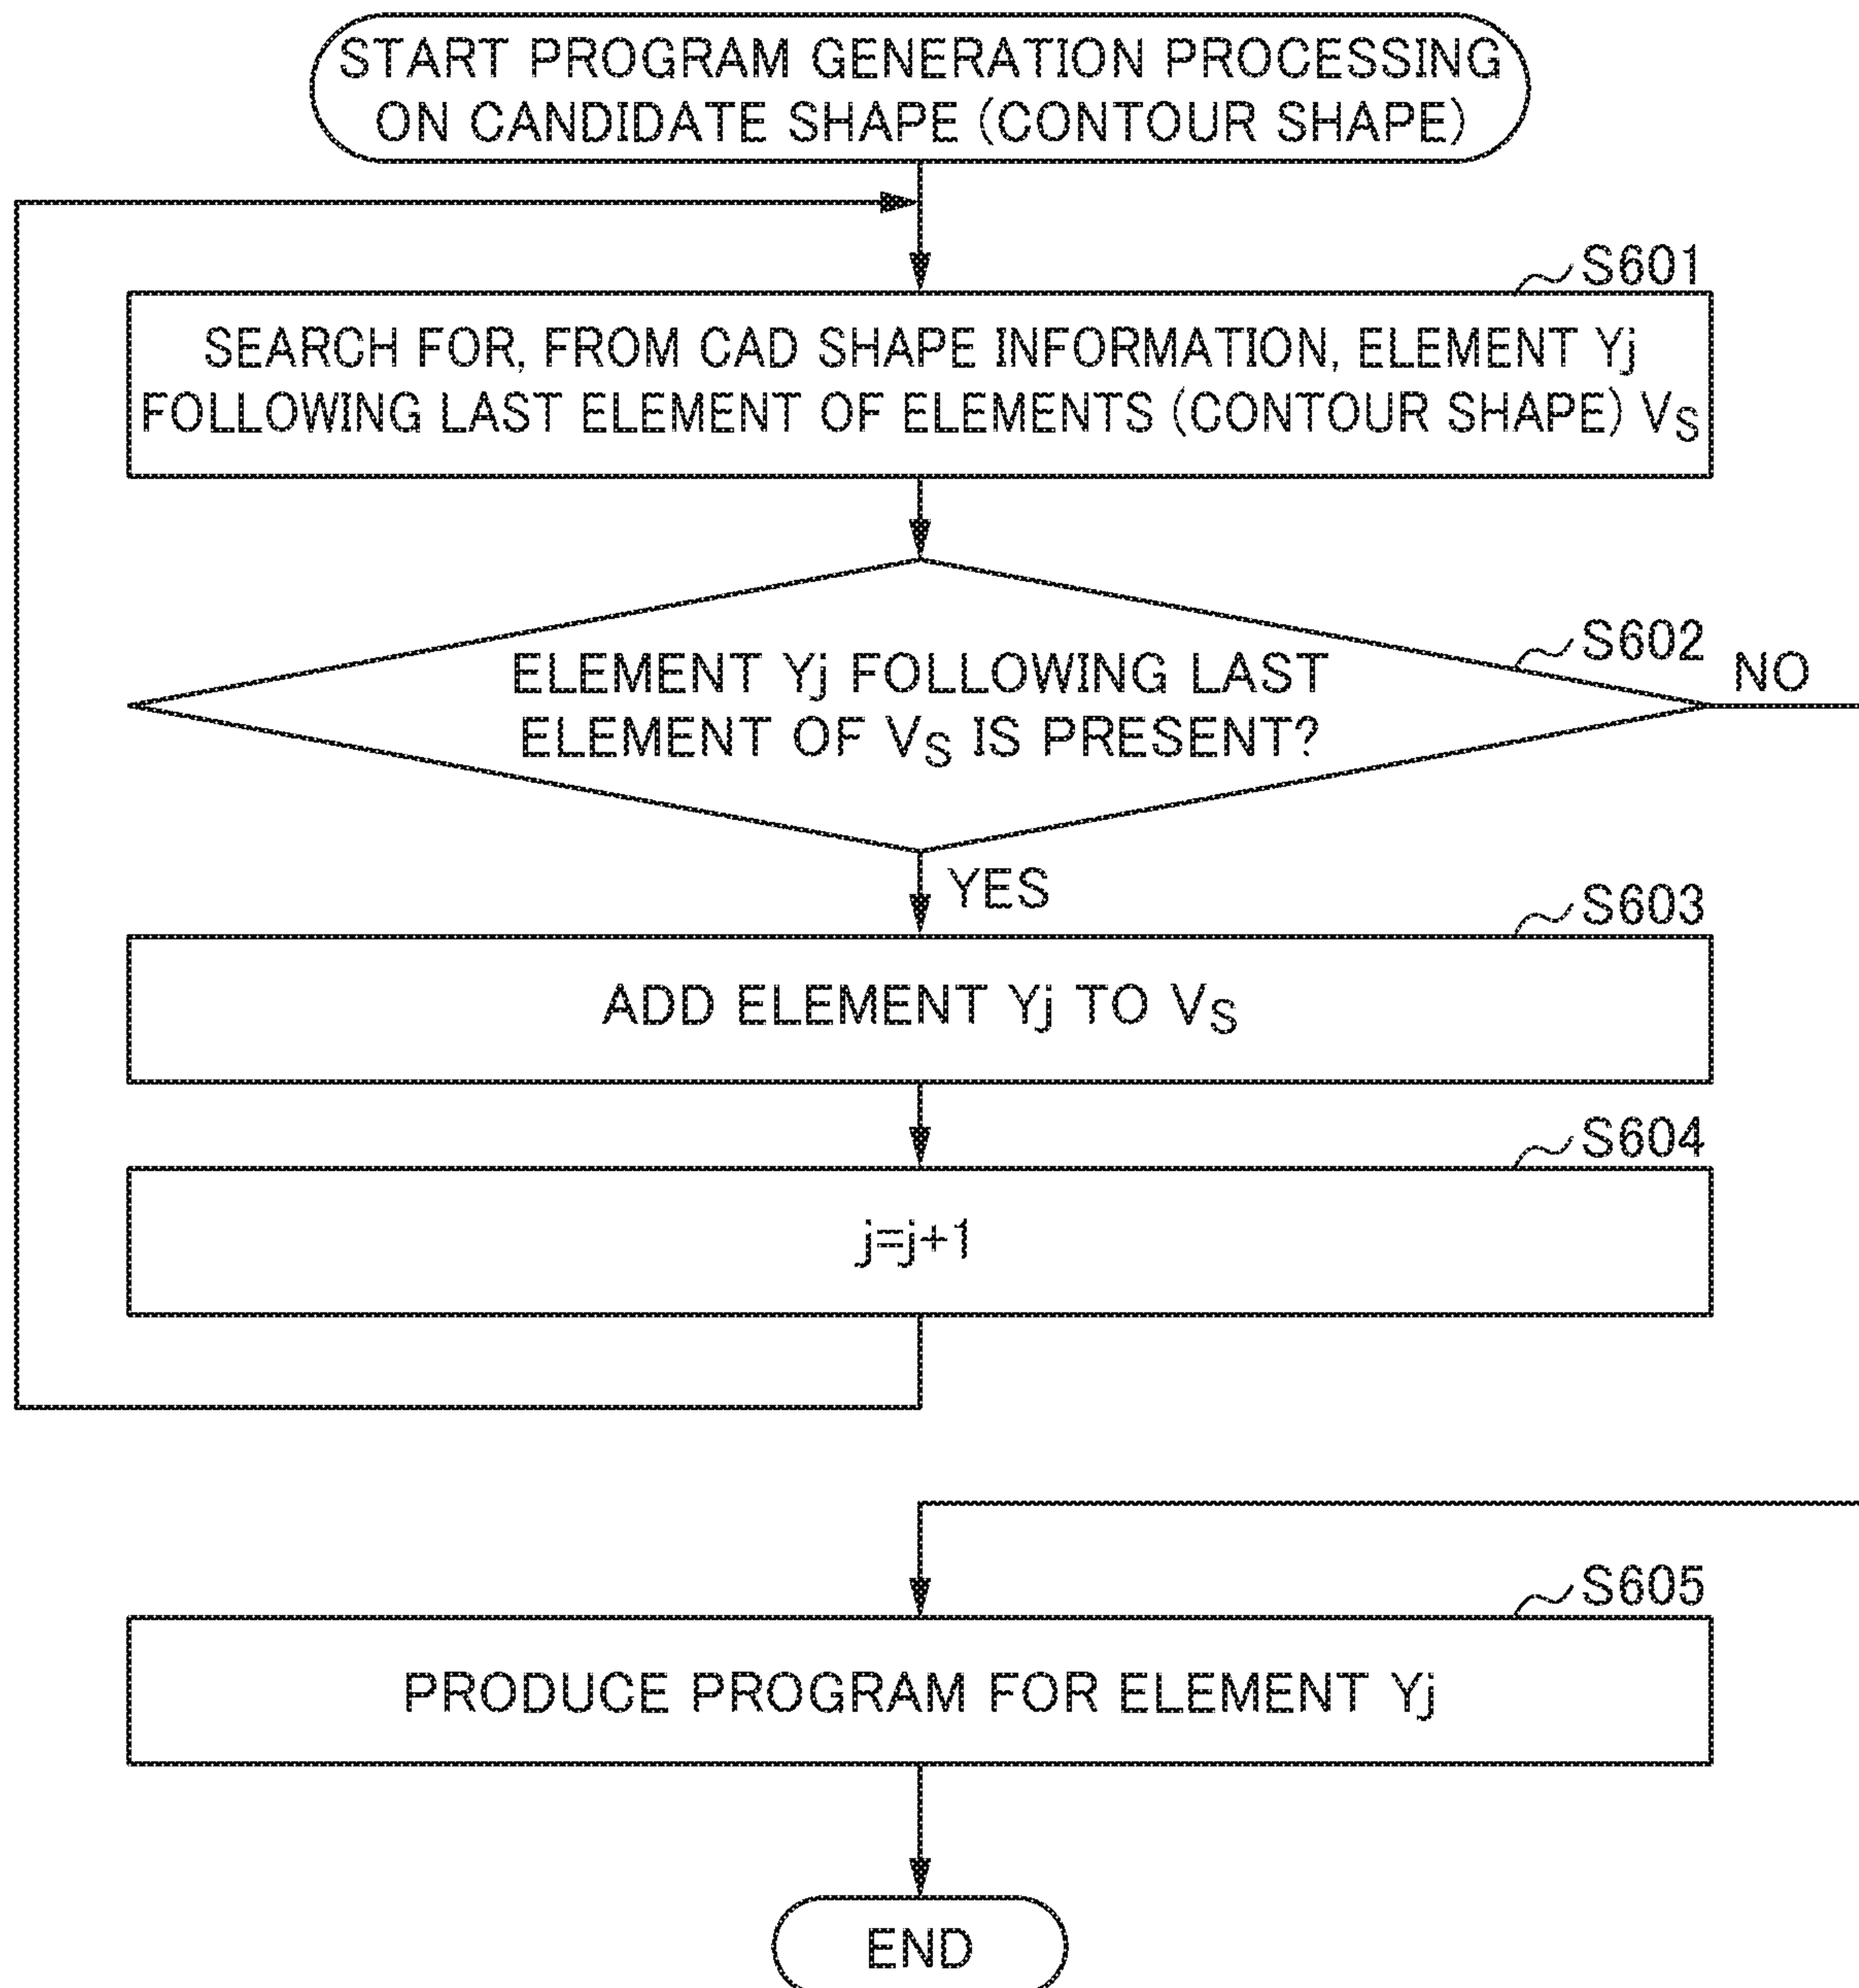 START PROGRAM GENERATION PROCESSING
ON CANDIDATE SHAPE (CONTOUR SHAPE)
S601
SEARCH FOR, FROM CAD SHAPE INFORMATION, ELEMENT Yj
FOLLOWING LAST ELEMENT OF ELEMENTS (CONTOUR SHAPE) VS
S602
NO
ELEMENT Yj FOLLOWING LAST
ELEMENT OF VS IS PRESENT?
YES
S603
ADD ELEMENT Yj TO VS
S604
j=j+1
S605
PRODUCE PROGRAM FOR ELEMENT Yj
END